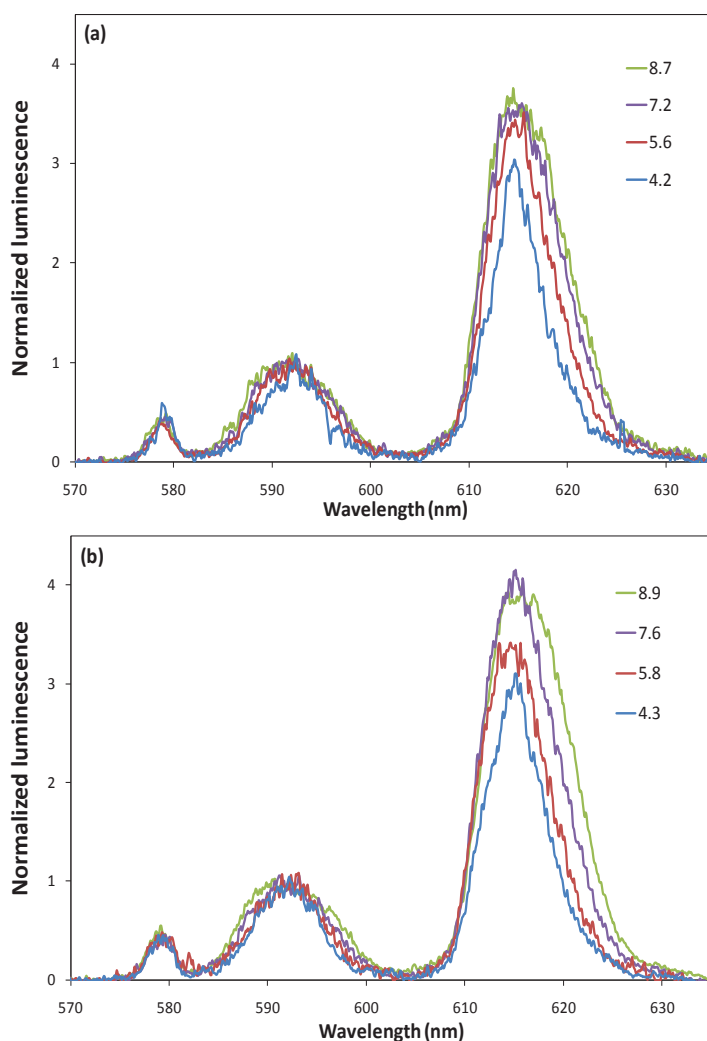 (a)
Normalized luminescence
4
3
2
1
0
570 580 590 600 610 620 630
Wavelength (nm)
8.7
7.2
5.6
4.2
(b)
Normalized luminescence
4
3
2
1
0
570 580 590 600 610 620 630
Wavelength (nm)
8.9
7.6
5.8
4.3